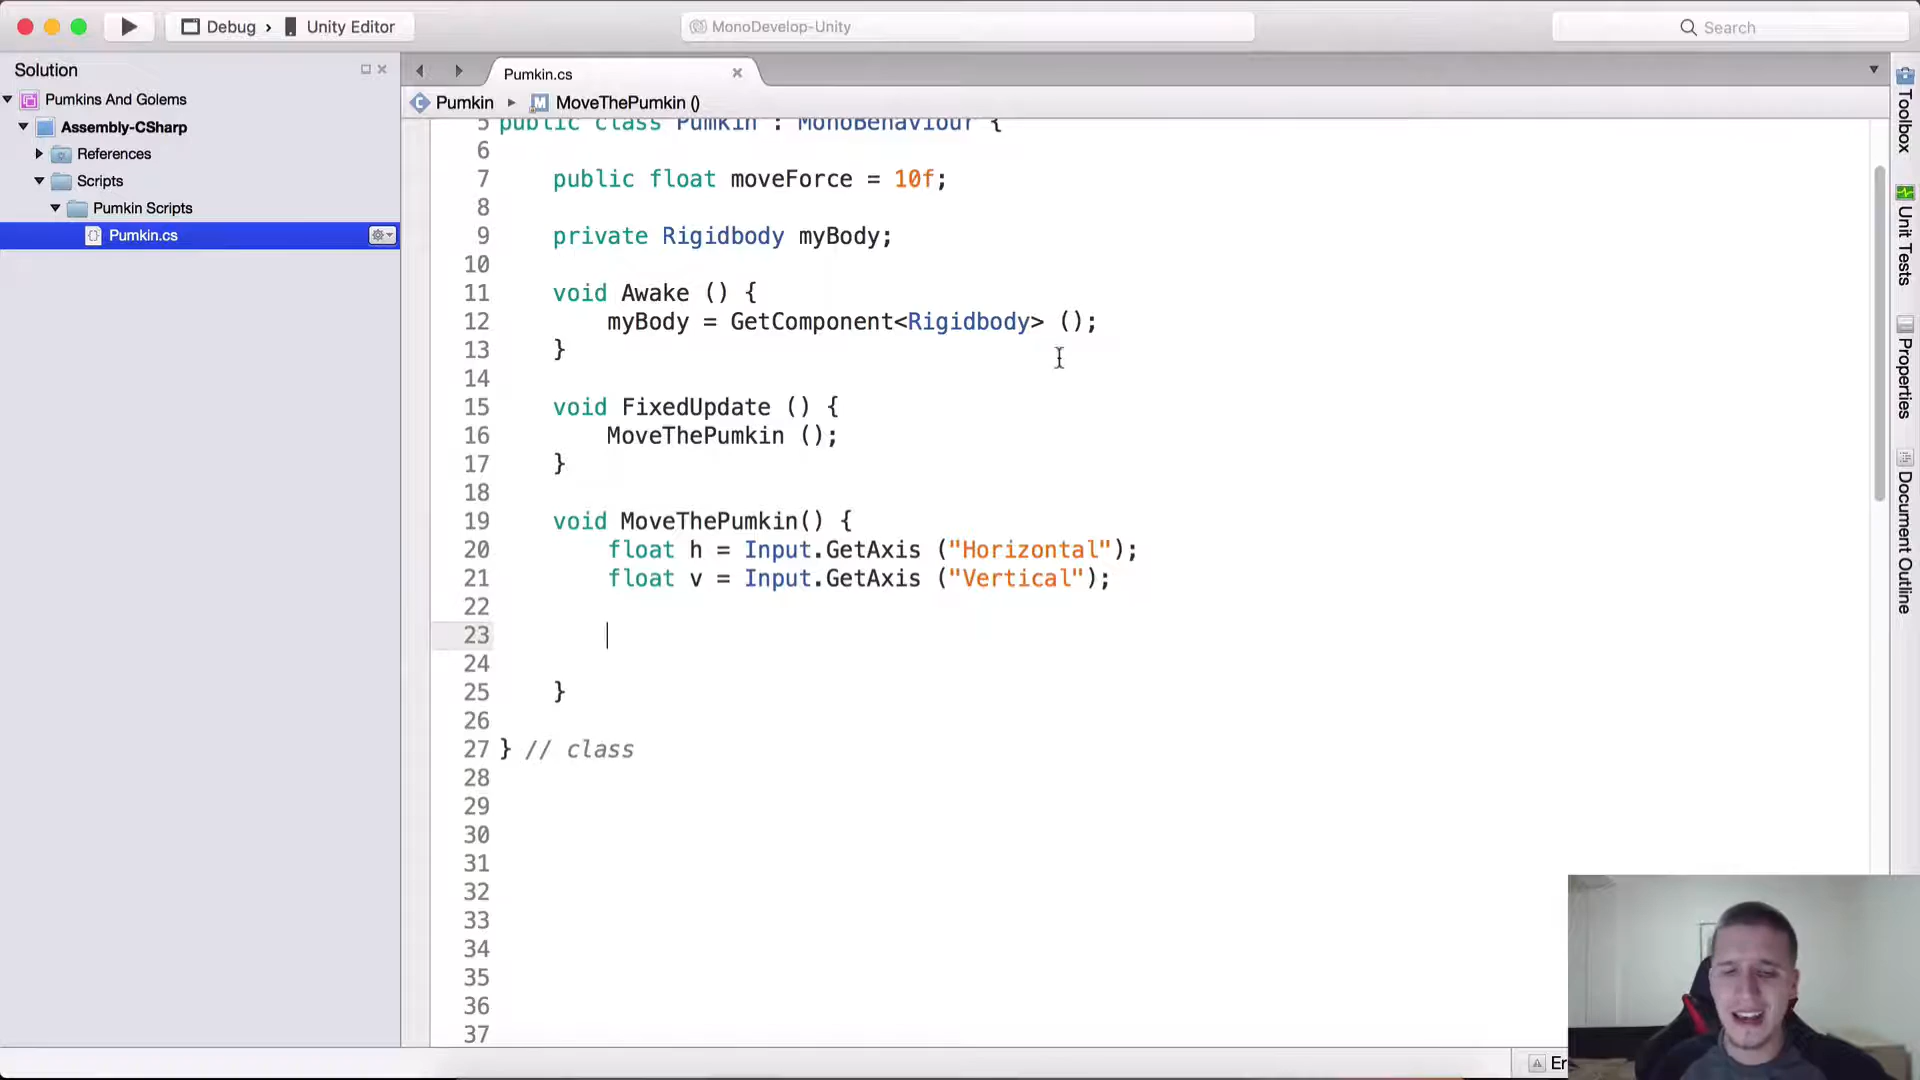 Debug › Unity Editor
MonoDevelop-Unity
Search
Solution
Pumkins And Golems
Assembly-CSharp
References
Scripts
Pumkin Scripts
Pumkin.cs
Pumkin.cs
Pumkin ▸ MoveThePumkin ()
5 public class Pumkin : MonoBehaviour {
6
7 public float moveForce = 10f;
8
9 private Rigidbody myBody;
10
11 void Awake () {
12 myBody = GetComponent<Rigidbody> ();
13 }
14
15 void FixedUpdate () {
16 MoveThePumkin ();
17 }
18
19 void MoveThePumkin() {
20 float h = Input.GetAxis ("Horizontal");
21 float v = Input.GetAxis ("Vertical");
22
23
24
25 }
26
27 } // class
28
29
30
31
32
33
34
35
36
37
Toolbox
Unit Tests
Properties
Document Outline
Er